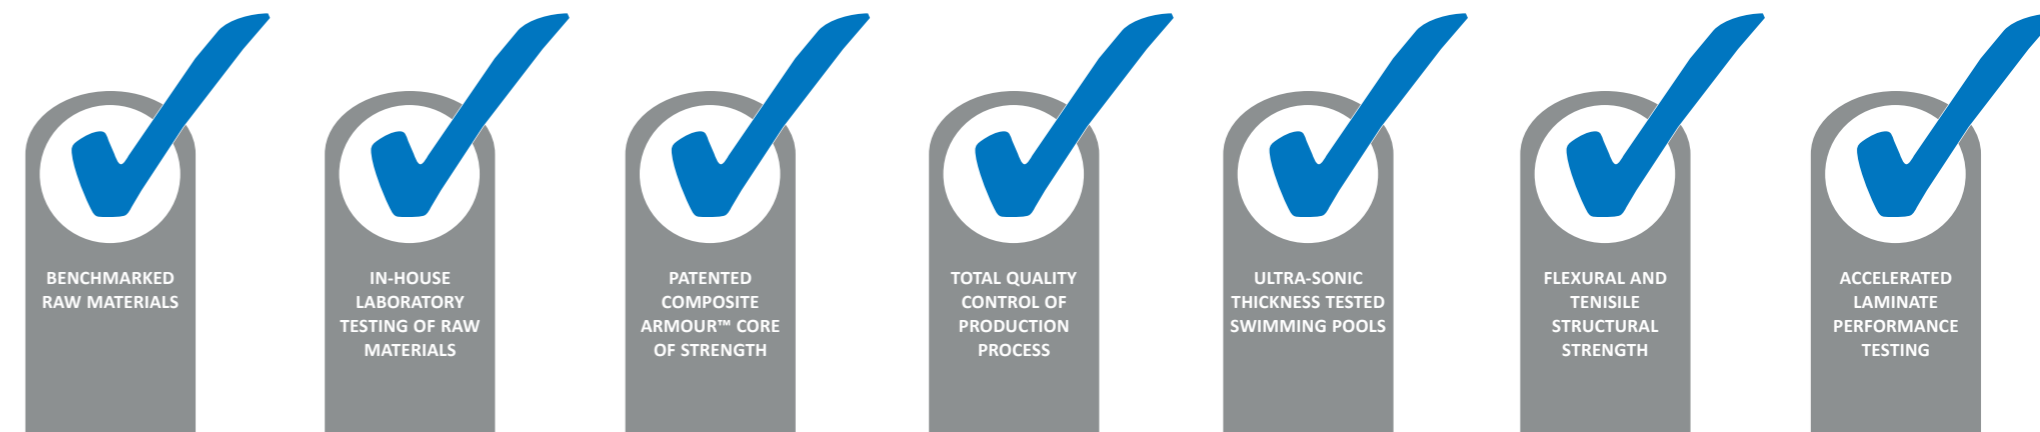 BENCHMARKED
RAW MATERIALS
IN-HOUSE
LABORATORY
TESTING OF RAW
MATERIALS
PATENTED
COMPOSITE
ARMOUR™ CORE
OF STRENGTH
TOTAL QUALITY
CONTROL OF
PRODUCTION
PROCESS
ULTRA-SONIC
THICKNESS TESTED
SWIMMING POOLS
FLEXURAL AND
TENISILE
STRUCTURAL
STRENGTH
ACCELERATED
LAMINATE
PERFORMANCE
TESTING